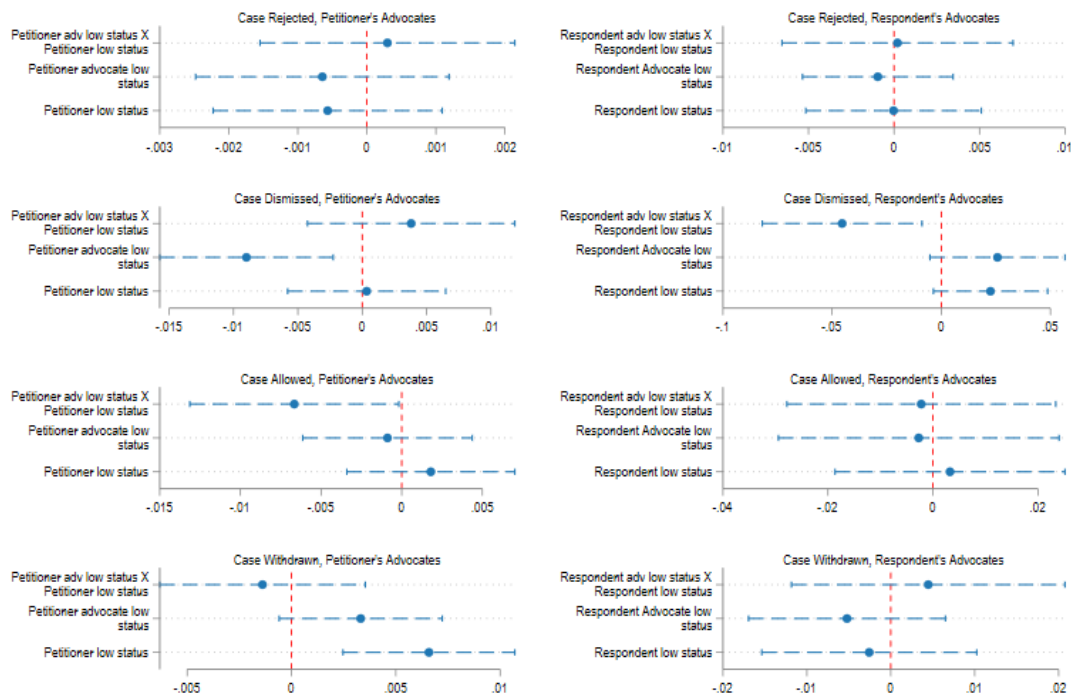 Case Rejected, Petitioner's Advocates
Petitioner adv low status X
Petitioner low status
Petitioner advocate low
status
Petitioner low status
-.003 -.002 -.001 0 .001 .002
Case Rejected, Respondent's Advocates
Respondent adv low status X
Respondent low status
Respondent Advocate low
status
Respondent low status
-.01 -.005 0 .005 .01
Case Dismissed, Petitioner's Advocates
Petitioner adv low status X
Petitioner low status
Petitioner advocate low
status
Petitioner low status
-.015 -.01 -.005 0 .005 .01
Case Dismissed, Respondent's Advocates
Respondent adv low status X
Respondent low status
Respondent Advocate low
status
Respondent low status
-.1 -.05 0 .05
Case Allowed, Petitioner's Advocates
Petitioner adv low status X
Petitioner low status
Petitioner advocate low
status
Petitioner low status
-.015 -.01 -.005 0 .005
Case Allowed, Respondent's Advocates
Respondent adv low status X
Respondent low status
Respondent Advocate low
status
Respondent low status
-.04 -.02 0 .02
Case Withdrawn, Petitioner's Advocates
Petitioner adv low status X
Petitioner low status
Petitioner advocate low
status
Petitioner low status
-.005 0 .005 .01
Case Withdrawn, Respondent's Advocates
Respondent adv low status X
Respondent low status
Respondent Advocate low
status
Respondent low status
-.02 -.01 0 .01 .02